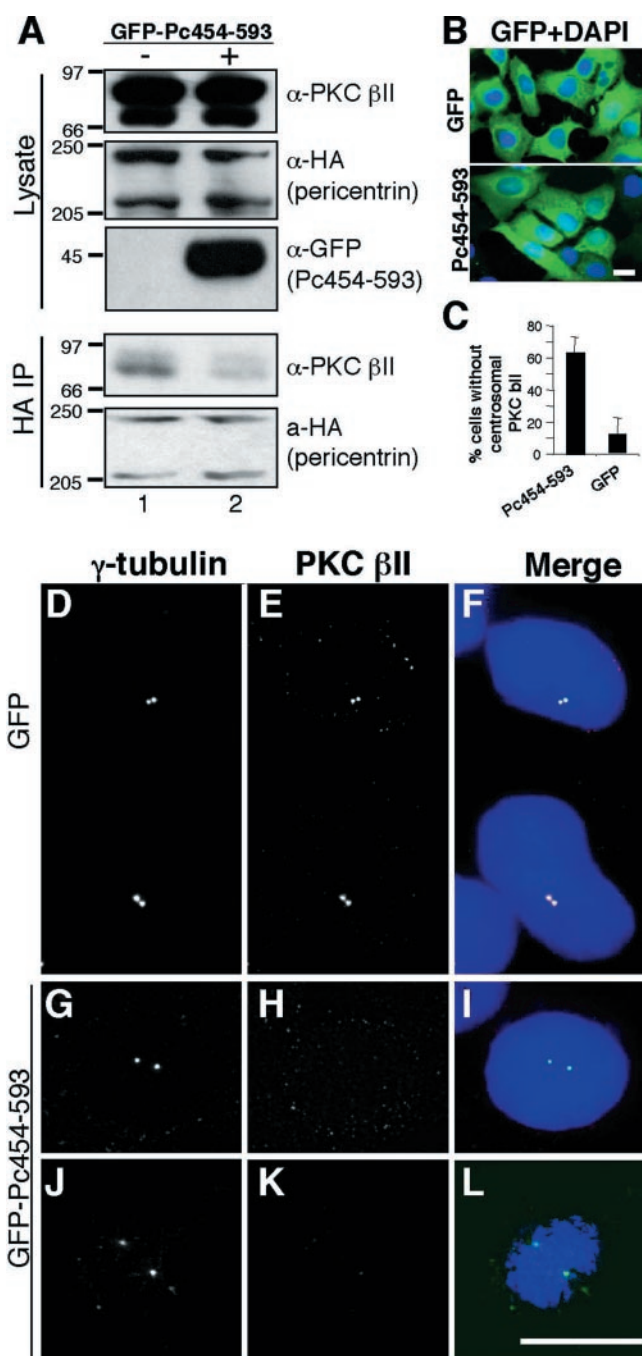 A
GFP-Pc454-593
- +
Lysate
97
66
α-PKC βII
250
205
α-HA
(pericentrin)
45
α-GFP
(Pc454-593)
HA IP
97
66
α-PKC βII
250
205
a-HA
(pericentrin)
1 2
B
GFP+DAPI
GFP
Pc454-593
C
% cells without
centrosomal
PKC bII
80
60
40
20
0
Pc454-593
GFP
γ-tubulin PKC βII Merge
GFP
D E F
GFP-Pc454-593
G H I
J K L